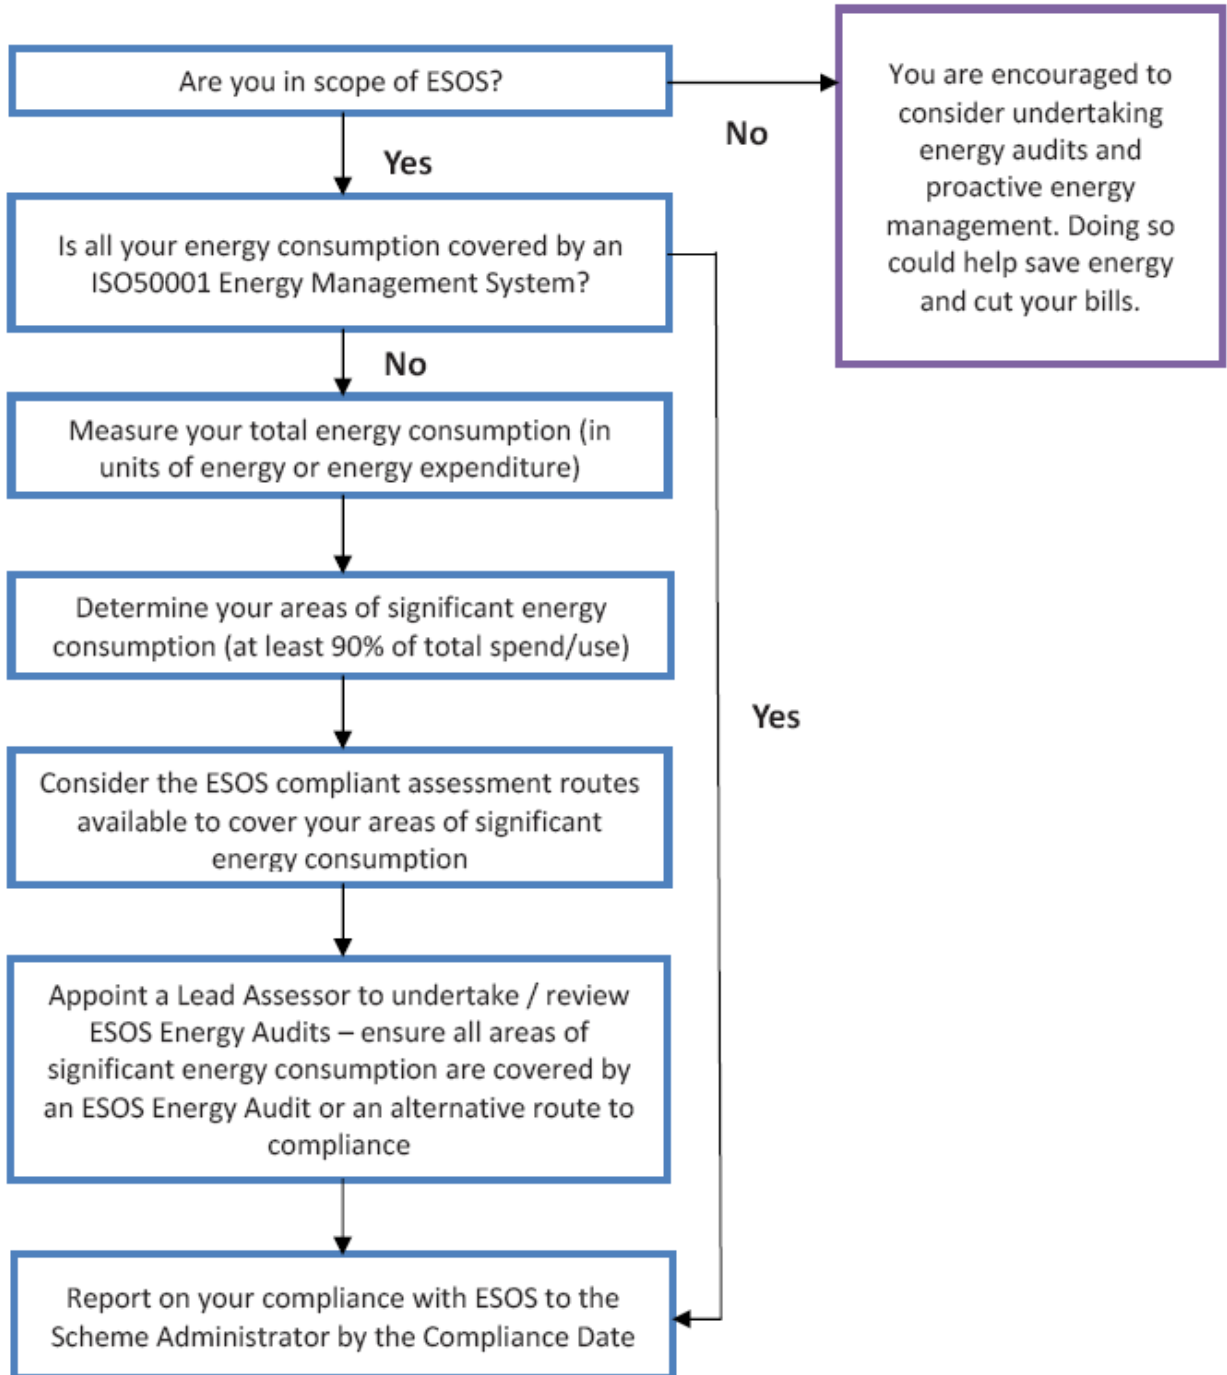 Are you in scope of ESOS?
No
You are encouraged to
consider undertaking
energy audits and
proactive energy
management. Doing so
could help save energy
and cut your bills.
Yes
Is all your energy consumption covered by an
ISO50001 Energy Management System?
No
Measure your total energy consumption (in
units of energy or energy expenditure)
Determine your areas of significant energy
consumption (at least 90% of total spend/use)
Yes
Consider the ESOS compliant assessment routes
available to cover your areas of significant
energy consumption
Appoint a Lead Assessor to undertake / review
ESOS Energy Audits – ensure all areas of
significant energy consumption are covered by
an ESOS Energy Audit or an alternative route to
compliance
Report on your compliance with ESOS to the
Scheme Administrator by the Compliance Date